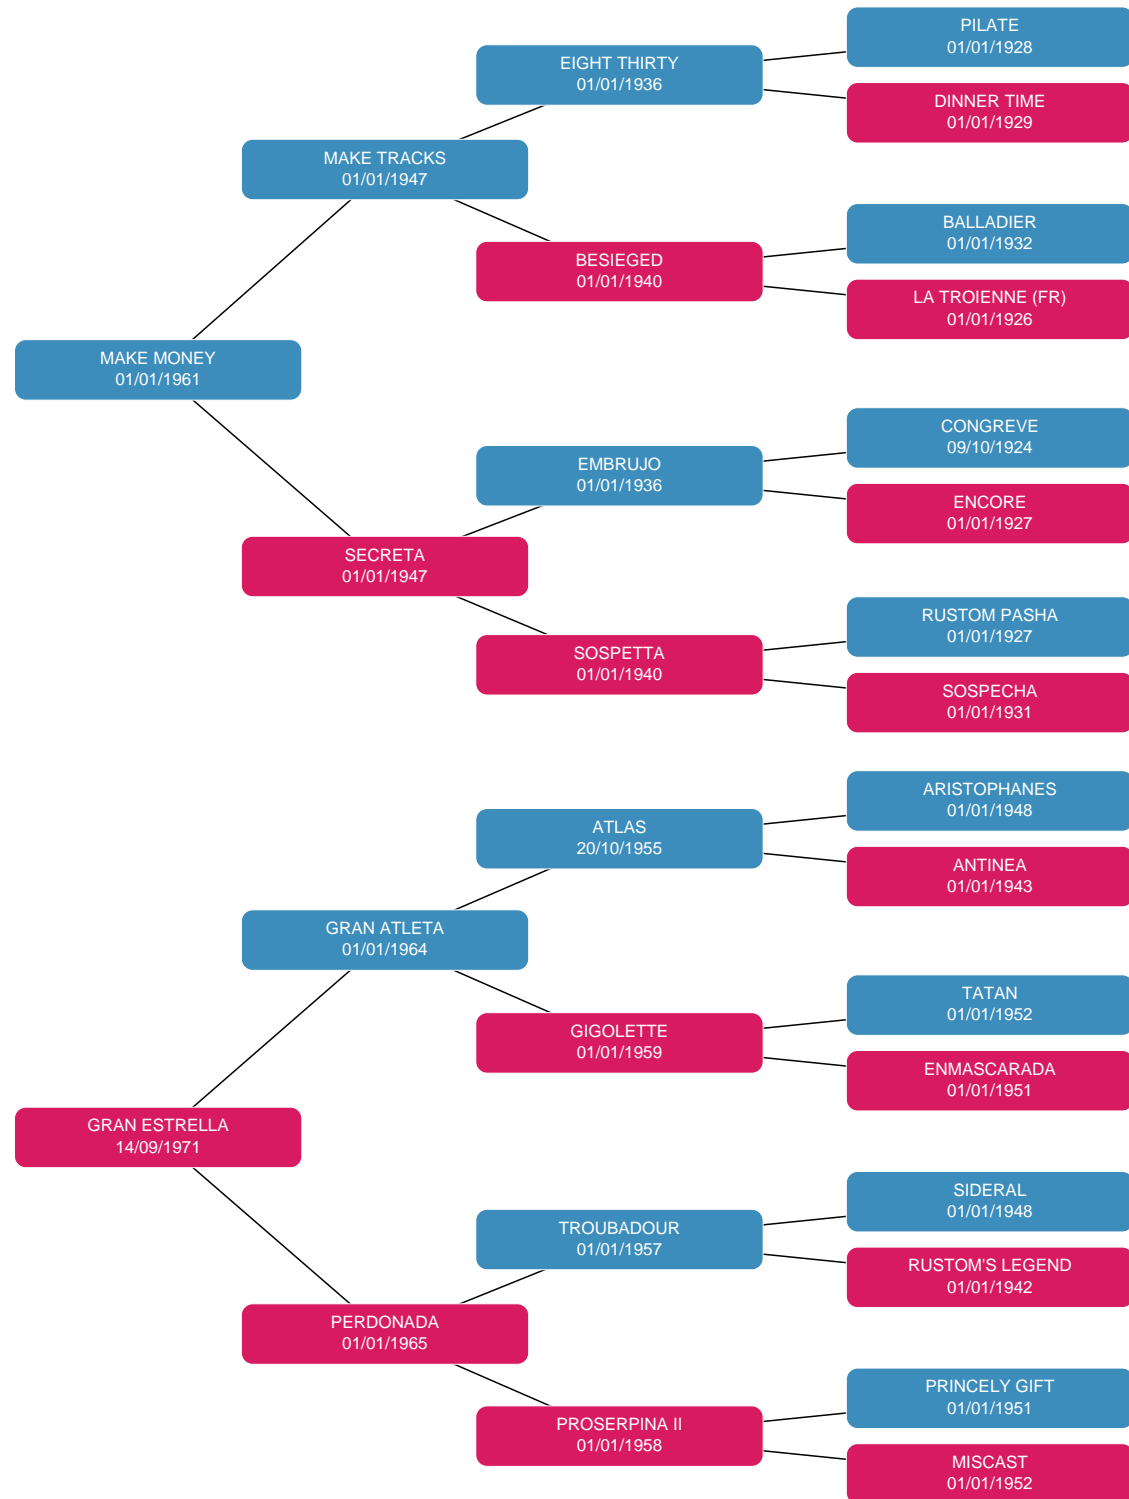 PILATE
01/01/1928
EIGHT THIRTY
01/01/1936
DINNER TIME
01/01/1929
MAKE TRACKS
01/01/1947
BALLADIER
01/01/1932
BESIEGED
01/01/1940
LA TROIENNE (FR)
01/01/1926
MAKE MONEY
01/01/1961
CONGREVE
09/10/1924
EMBRUJO
01/01/1936
ENCORE
01/01/1927
SECRETA
01/01/1947
RUSTOM PASHA
01/01/1927
SOSPETTA
01/01/1940
SOSPECHA
01/01/1931
ARISTOPHANES
01/01/1948
ATLAS
20/10/1955
ANTINEA
01/01/1943
GRAN ATLETA
01/01/1964
TATAN
01/01/1952
GIGOLETTE
01/01/1959
ENMASCARADA
01/01/1951
GRAN ESTRELLA
14/09/1971
SIDERAL
01/01/1948
TROUBADOUR
01/01/1957
RUSTOM'S LEGEND
01/01/1942
PERDONADA
01/01/1965
PRINCELY GIFT
01/01/1951
PROSERPINA II
01/01/1958
MISCAST
01/01/1952